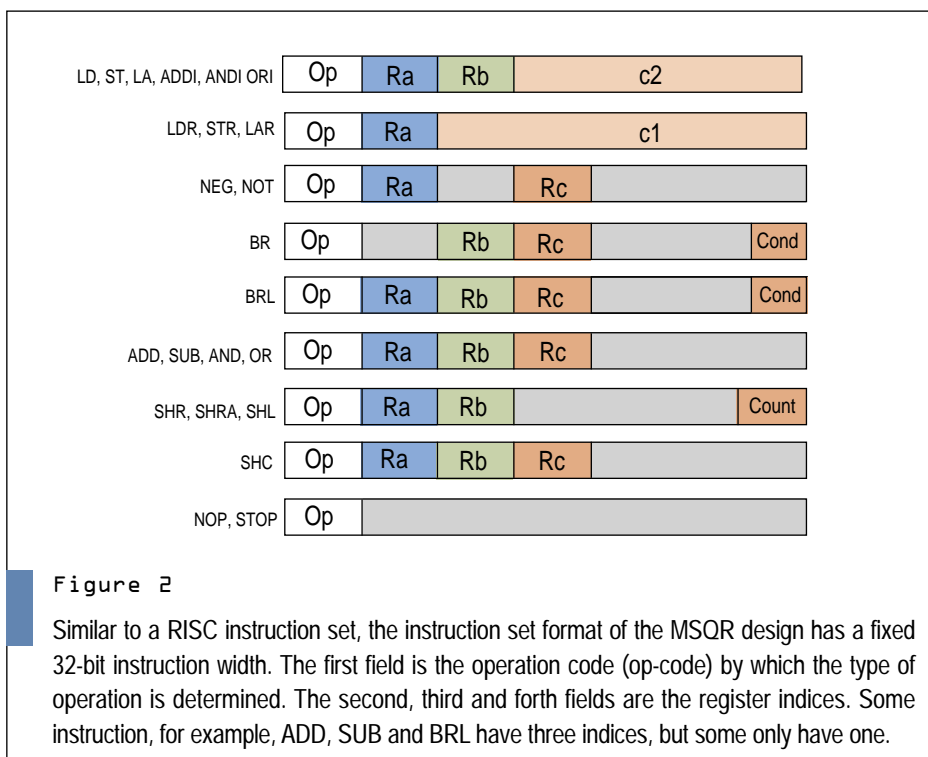 LD, ST, LA, ADDI, ANDI ORI Op Ra Rb c2
LDR, STR, LAR Op Ra c1
NEG, NOT Op Ra Rc
BR Op Rb Rc Cond
BRL Op Ra Rb Rc Cond
ADD, SUB, AND, OR Op Ra Rb Rc
SHR, SHRA, SHL Op Ra Rb Count
SHC Op Ra Rb Rc
NOP, STOP Op
Figure 2
Similar to a RISC instruction set, the instruction set format of the MSQR design has a fixed
32-bit instruction width. The first field is the operation code (op-code) by which the type of
operation is determined. The second, third and forth fields are the register indices. Some
instruction, for example, ADD, SUB and BRL have three indices, but some only have one.